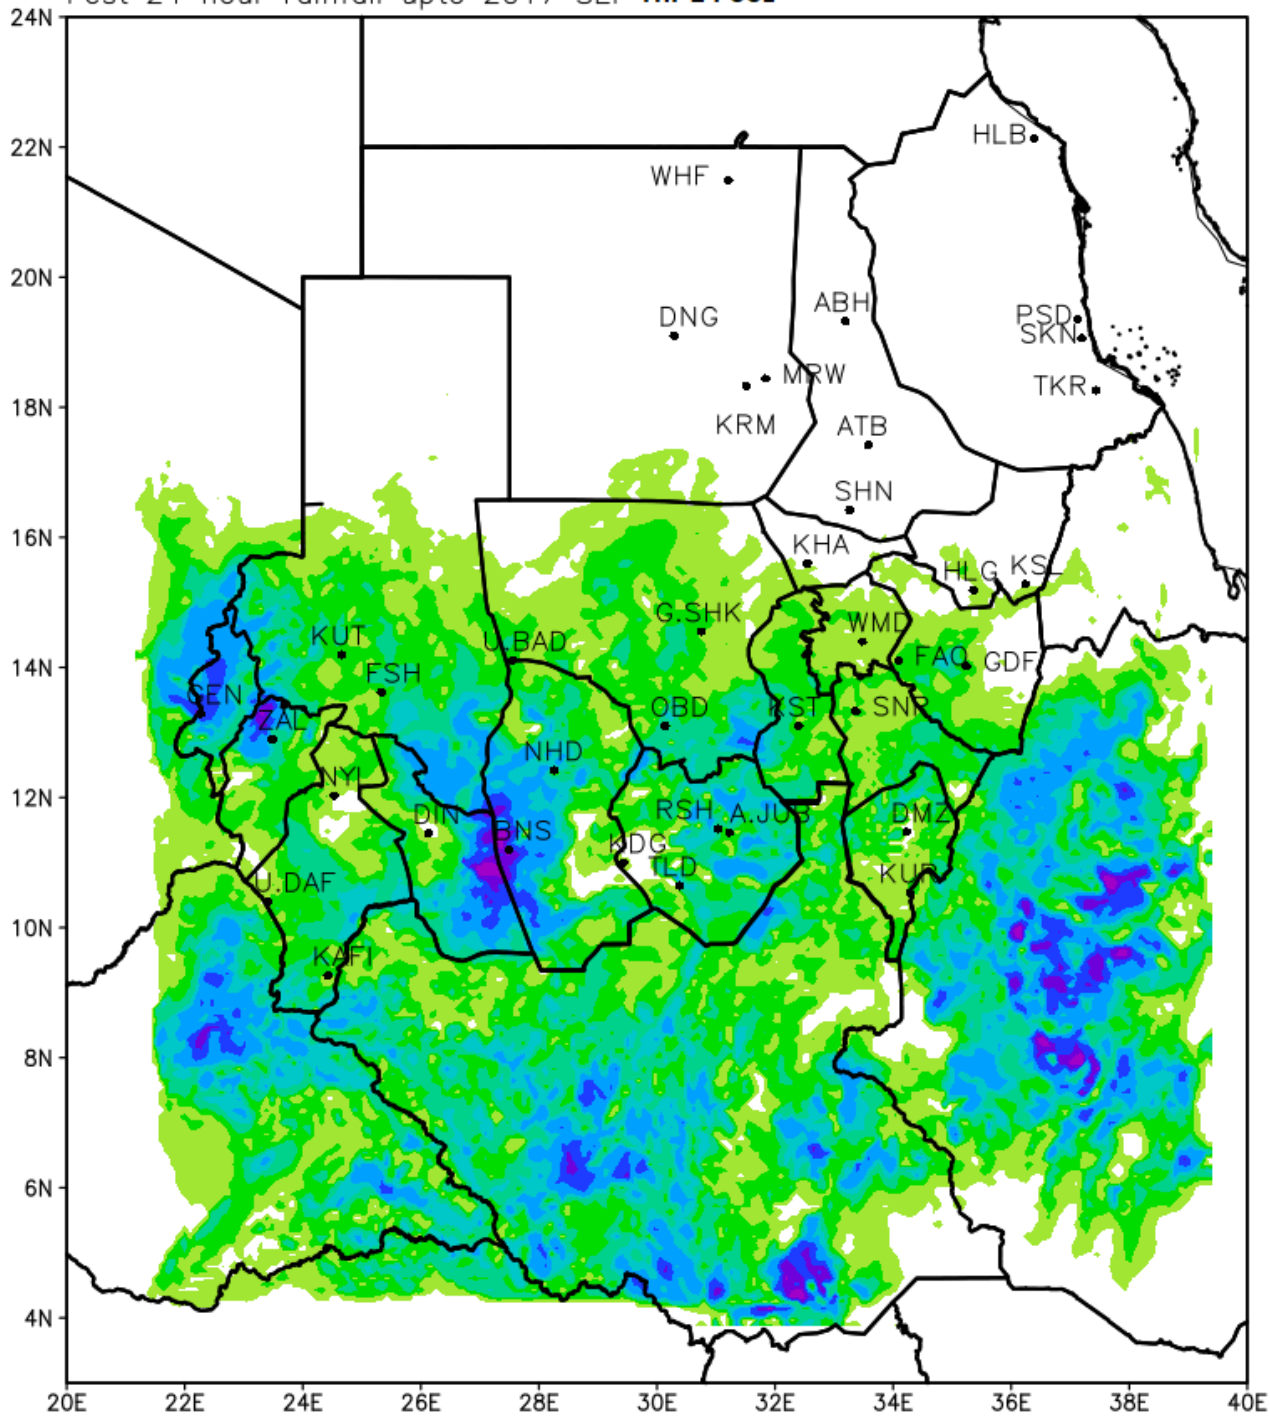 24N
22N
20N
18N
16N
14N
12N
10N
8N
6N
4N
HLB
WHF
ABH
DNG
PSD
SKN
MRW
TKR
KRM
ATB
SHN
KHA
HLG
KSL
G.SHK
WMD
KUT
U.BAD
FAO
GDF
FSH
GEN
ZAL
OBD
KST
SNR
NHD
NYL
DIN
BNS
RSH
A.JUB
DMZ
KDG
TLD
KUR
U.DAF
KAFI
20E 22E 24E 26E 28E 30E 32E 34E 36E 38E 40E